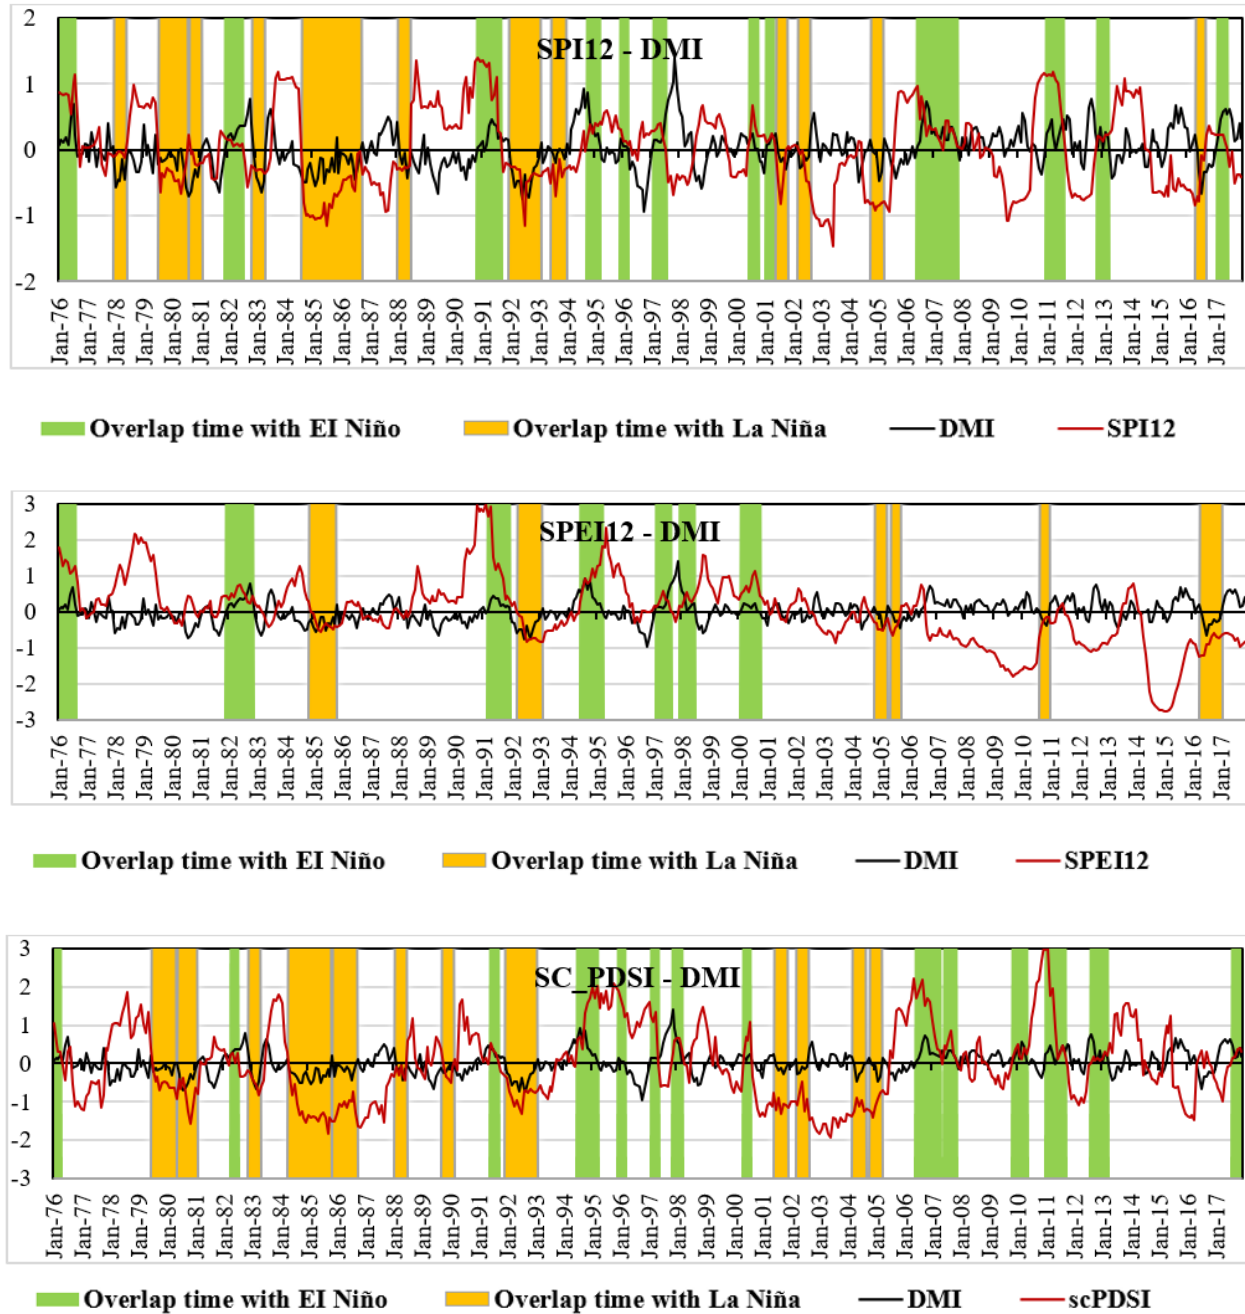 SPI12 - DMI
2
1
0
-1
-2
Jan-76 Jan-77 Jan-78 Jan-79 Jan-80 Jan-81 Jan-82 Jan-83 Jan-84 Jan-85 Jan-86 Jan-87 Jan-88 Jan-89 Jan-90 Jan-91 Jan-92 Jan-93 Jan-94 Jan-95 Jan-96 Jan-97 Jan-98 Jan-99 Jan-00 Jan-01 Jan-02 Jan-03 Jan-04 Jan-05 Jan-06 Jan-07 Jan-08 Jan-09 Jan-10 Jan-11 Jan-12 Jan-13 Jan-14 Jan-15 Jan-16 Jan-17
Overlap time with EI Niño Overlap time with La Niña DMI SPI12
SPEI12 - DMI
3
2
1
0
-1
-2
-3
Jan-76 Jan-77 Jan-78 Jan-79 Jan-80 Jan-81 Jan-82 Jan-83 Jan-84 Jan-85 Jan-86 Jan-87 Jan-88 Jan-89 Jan-90 Jan-91 Jan-92 Jan-93 Jan-94 Jan-95 Jan-96 Jan-97 Jan-98 Jan-99 Jan-00 Jan-01 Jan-02 Jan-03 Jan-04 Jan-05 Jan-06 Jan-07 Jan-08 Jan-09 Jan-10 Jan-11 Jan-12 Jan-13 Jan-14 Jan-15 Jan-16 Jan-17
Overlap time with EI Niño Overlap time with La Niña DMI SPEI12
SC_PDSI - DMI
3
2
1
0
-1
-2
-3
Jan-76 Jan-77 Jan-78 Jan-79 Jan-80 Jan-81 Jan-82 Jan-83 Jan-84 Jan-85 Jan-86 Jan-87 Jan-88 Jan-89 Jan-90 Jan-91 Jan-92 Jan-93 Jan-94 Jan-95 Jan-96 Jan-97 Jan-98 Jan-99 Jan-00 Jan-01 Jan-02 Jan-03 Jan-04 Jan-05 Jan-06 Jan-07 Jan-08 Jan-09 Jan-10 Jan-11 Jan-12 Jan-13 Jan-14 Jan-15 Jan-16 Jan-17
Overlap time with EI Niño Overlap time with La Niña DMI scPDSI